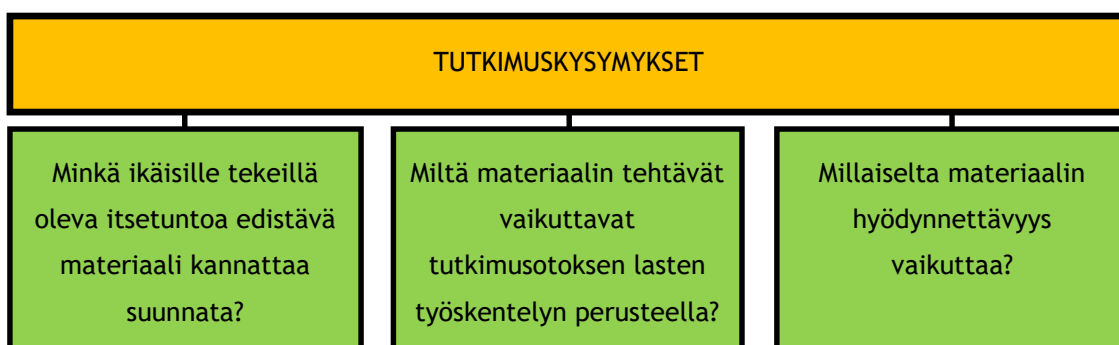 TUTKIMUSKYSYMYKSET
Minkä ikäisille tekeillä
oleva itsetuntoa edistävä
materiaali kannattaa
suunnata?
Miltä materiaalin tehtävät
vaikuttavat
tutkimusotoksen lasten
työskentelyn perusteella?
Millaiselta materiaalin
hyödynnettävyys
vaikuttaa?